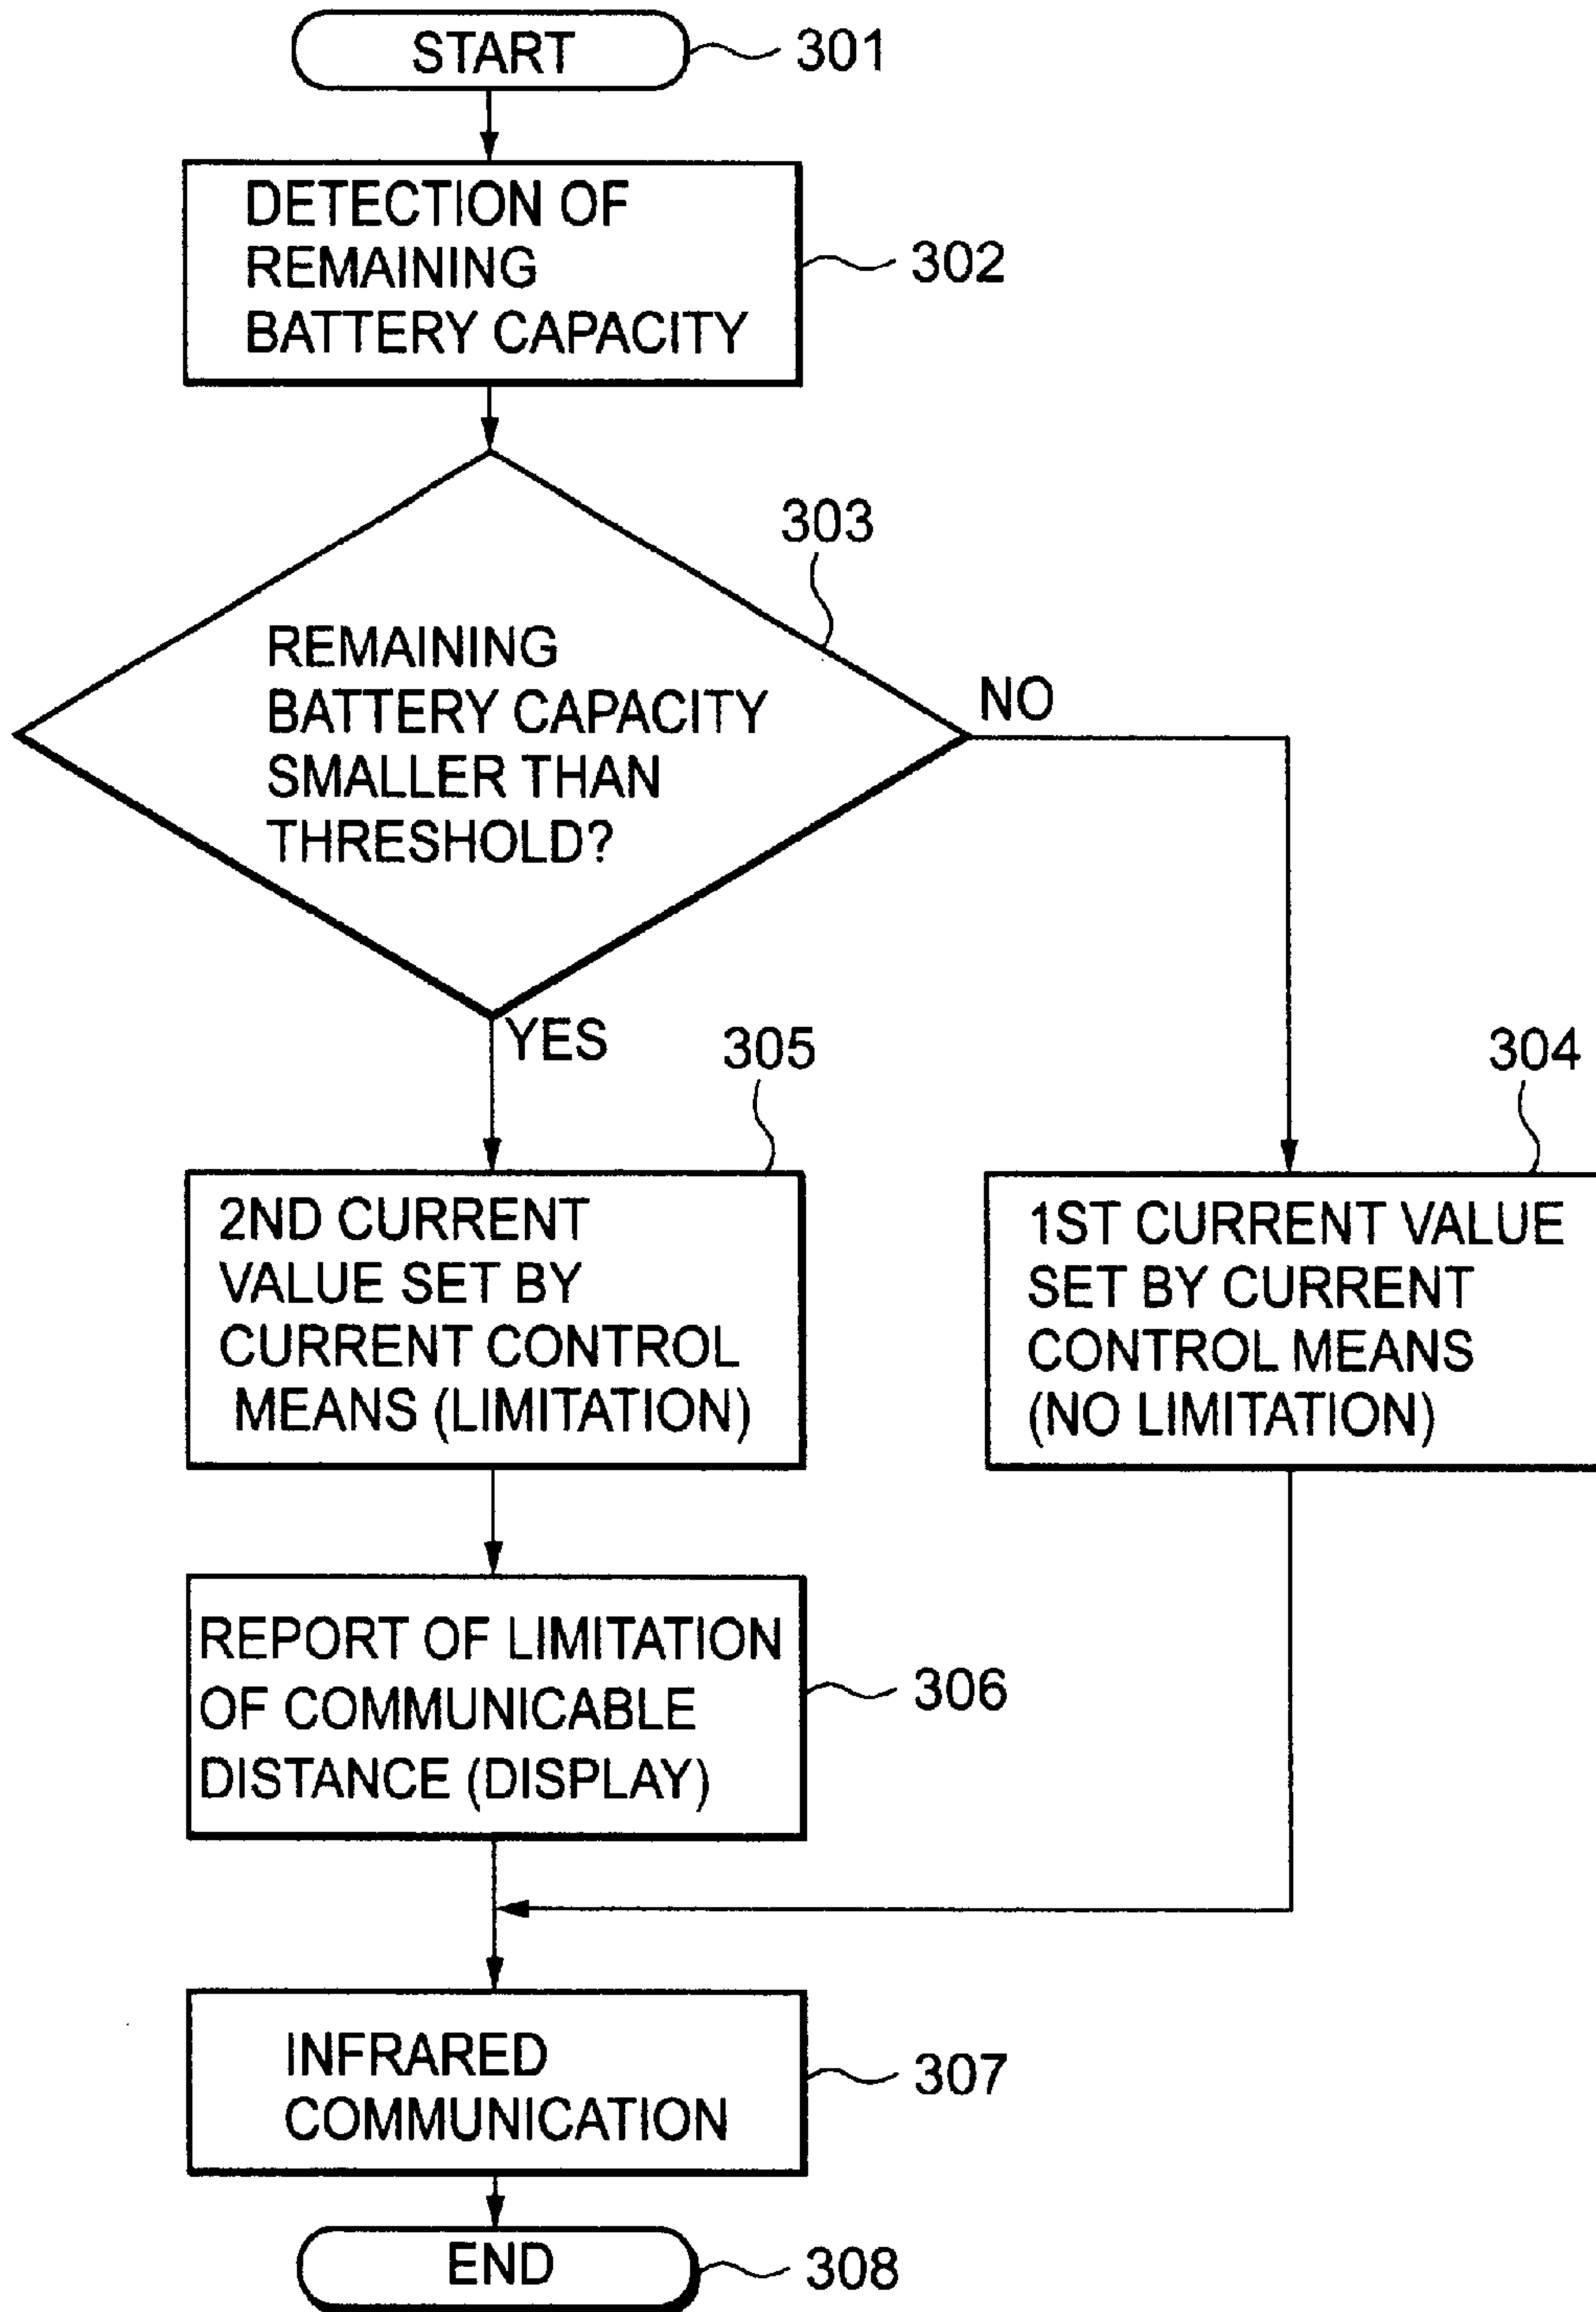 START
301
DETECTION OF
REMAINING
BATTERY CAPACITY
302
303
REMAINING
BATTERY CAPACITY
SMALLER THAN
THRESHOLD?
NO
YES
305
304
2ND CURRENT
VALUE SET BY
CURRENT CONTROL
MEANS (LIMITATION)
1ST CURRENT VALUE
SET BY CURRENT
CONTROL MEANS
(NO LIMITATION)
REPORT OF LIMITATION
OF COMMUNICABLE
DISTANCE (DISPLAY)
306
INFRARED
COMMUNICATION
307
END
308